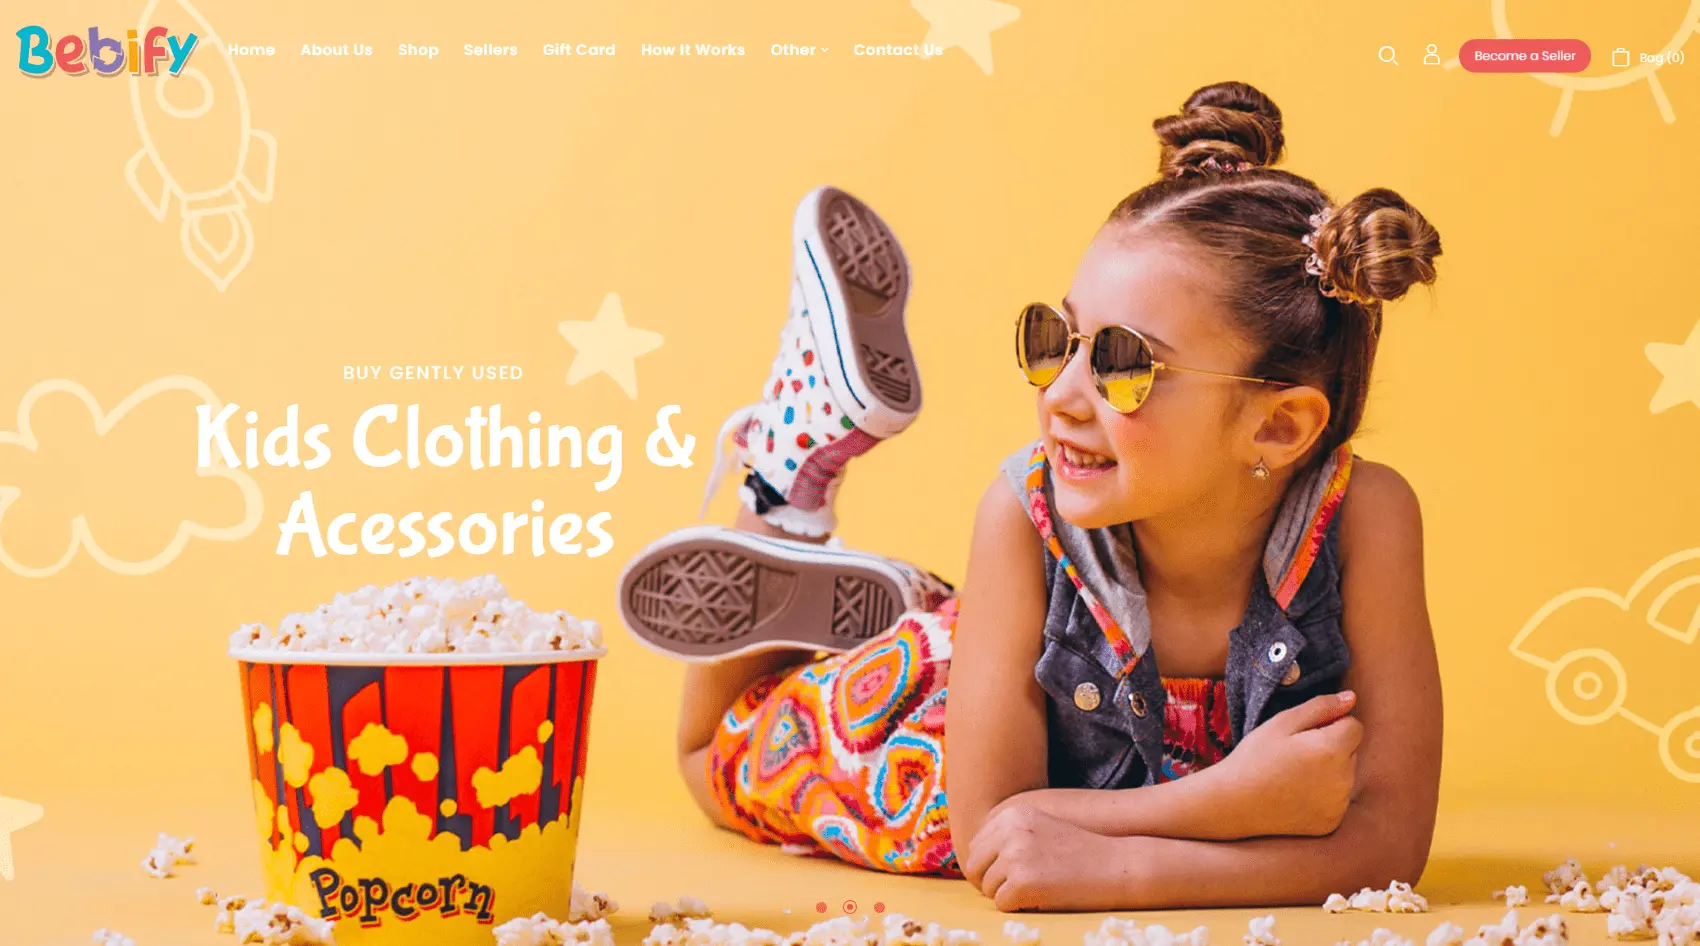 Bebify
Home About Us Shop Sellers Gift Card How It Works Other Contact Us
Become a Seller
Bag (0)
BUY GENTLY USED
Kids Clothing &
Acessories
Popcorn